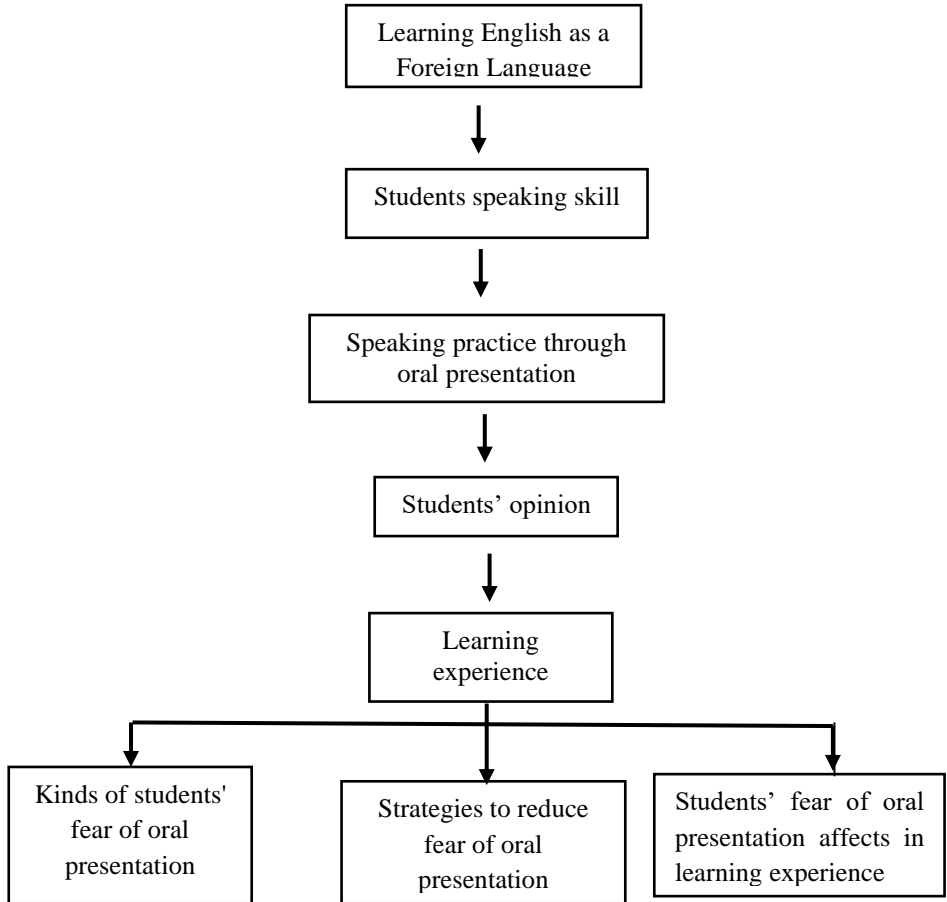 Learning English as a
Foreign Language
Students speaking skill
Speaking practice through
oral presentation
Students’ opinion
Learning
experience
Kinds of students'
fear of oral
presentation
Strategies to reduce
fear of oral
presentation
Students’ fear of oral
presentation affects in
learning experience